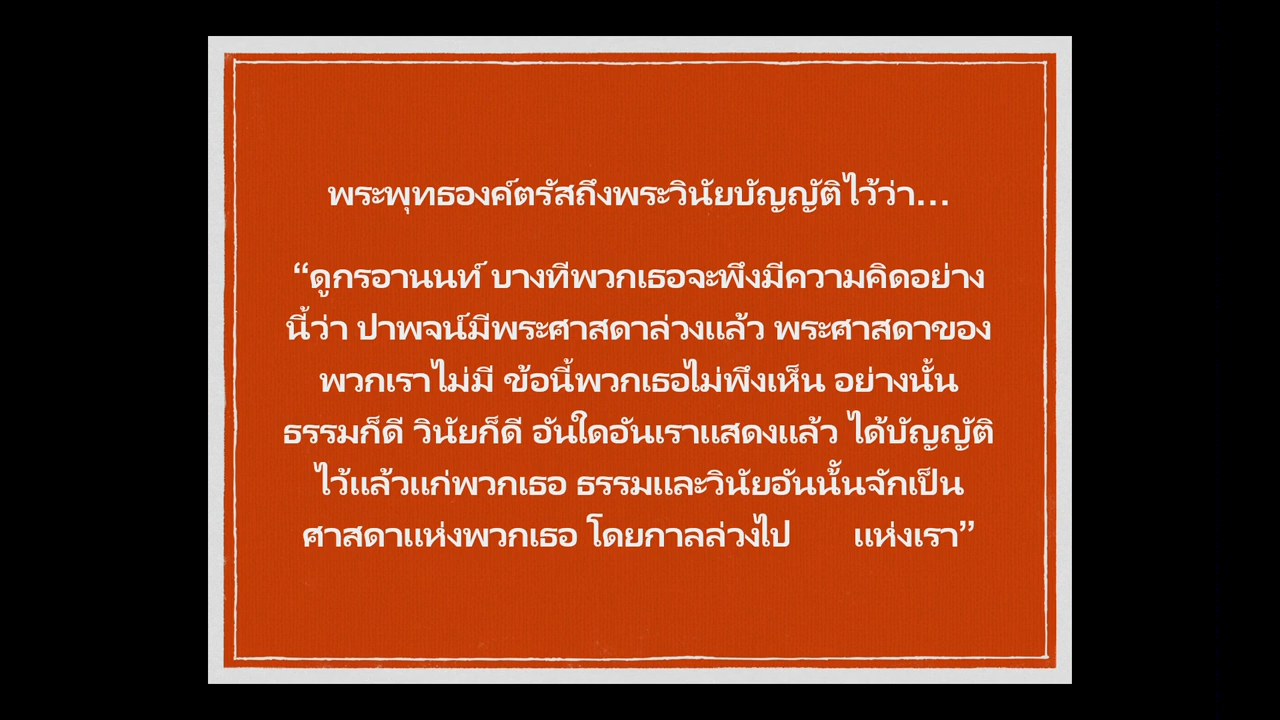 พระพุทธองค์ตรัสถึงพระวินัยบัญญัติไว้ว่า...
“ดูกรอานนท์ บางทีพวกเธอจะพึงมีความคิดอย่าง
นี้ว่า ปาพจน์มีพระศาสดาล่วงแล้ว พระศาสดาของ
พวกเราไม่มี ข้อนี้พวกเธอไม่พึงเห็น อย่างนั้น
ธรรมก็ดี วินัยก็ดี อันใดอันเราแสดงแล้ว ได้บัญญัติ
ไว้แล้วแก่พวกเธอ ธรรมและวินัยอันนั้นจักเป็น
ศาสดาแห่งพวกเธอ โดยกาลล่วงไป แห่งเรา”